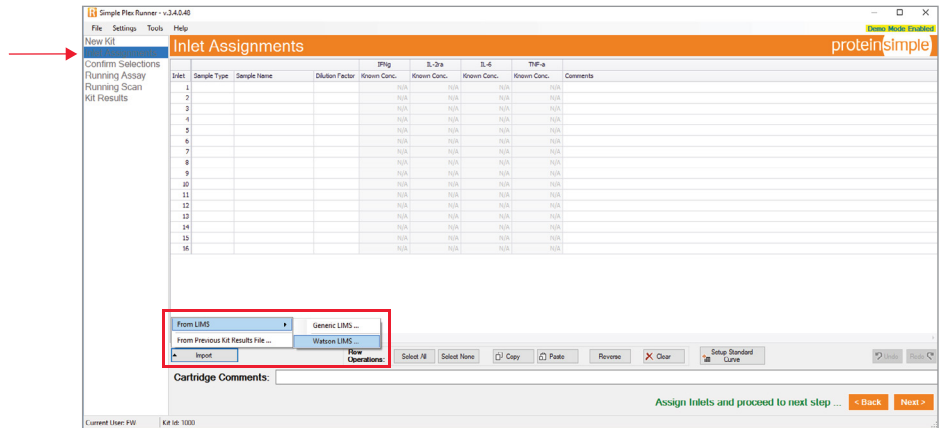 Simple Plex Runner - v.3.4.0.48
File Settings Tools Help
Demo Mode Enabled
New Kit
Confirm Selections
Running Assay
Running Scan
Kit Results
Inlet Assignments
proteinsimple
IFNg IL-1ra IL-6 TNF-a
Inlet Sample Type Sample Name Dilution Factor Known Conc. Known Conc. Known Conc. Known Conc. Comments
1 N/A N/A N/A N/A
2 N/A N/A N/A N/A
3 N/A N/A N/A N/A
4 N/A N/A N/A N/A
5 N/A N/A N/A N/A
6 N/A N/A N/A N/A
7 N/A N/A N/A N/A
8 N/A N/A N/A N/A
9 N/A N/A N/A N/A
10 N/A N/A N/A N/A
11 N/A N/A N/A N/A
12 N/A N/A N/A N/A
13 N/A N/A N/A N/A
14 N/A N/A N/A N/A
15 N/A N/A N/A N/A
16 N/A N/A N/A N/A
From LIMS
Generic LIMS ...
From Previous Kit Results File ...
Watson LIMS ...
Import
Row Operations:
Select All Select None Copy Paste Reverse Clear Setup Standard Curve Undo Redo
Cartridge Comments:
Assign Inlets and proceed to next step ... < Back Next >
Current User: FW Kit Id: 1000